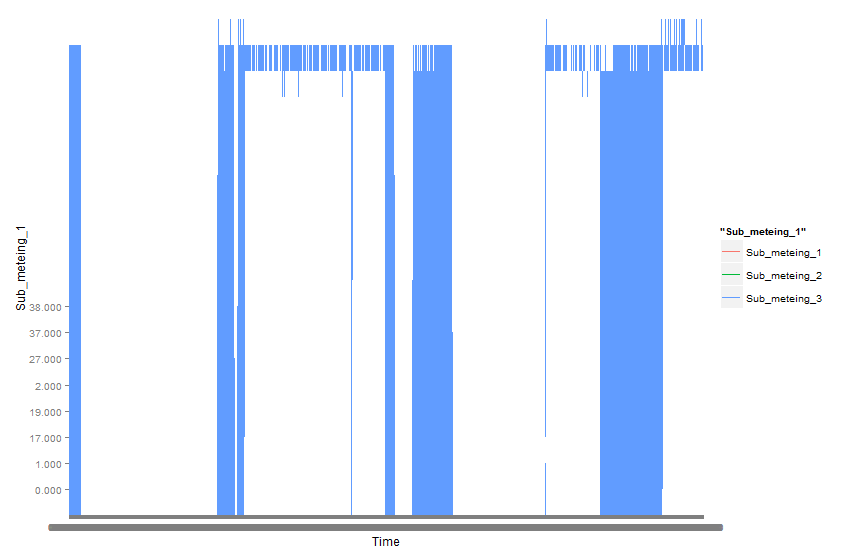 Sub_meteing_1
38.000
37.000
27.000
2.000
19.000
17.000
1.000
0.000
Time
"Sub_meteing_1"
Sub_meteing_1
Sub_meteing_2
Sub_meteing_3